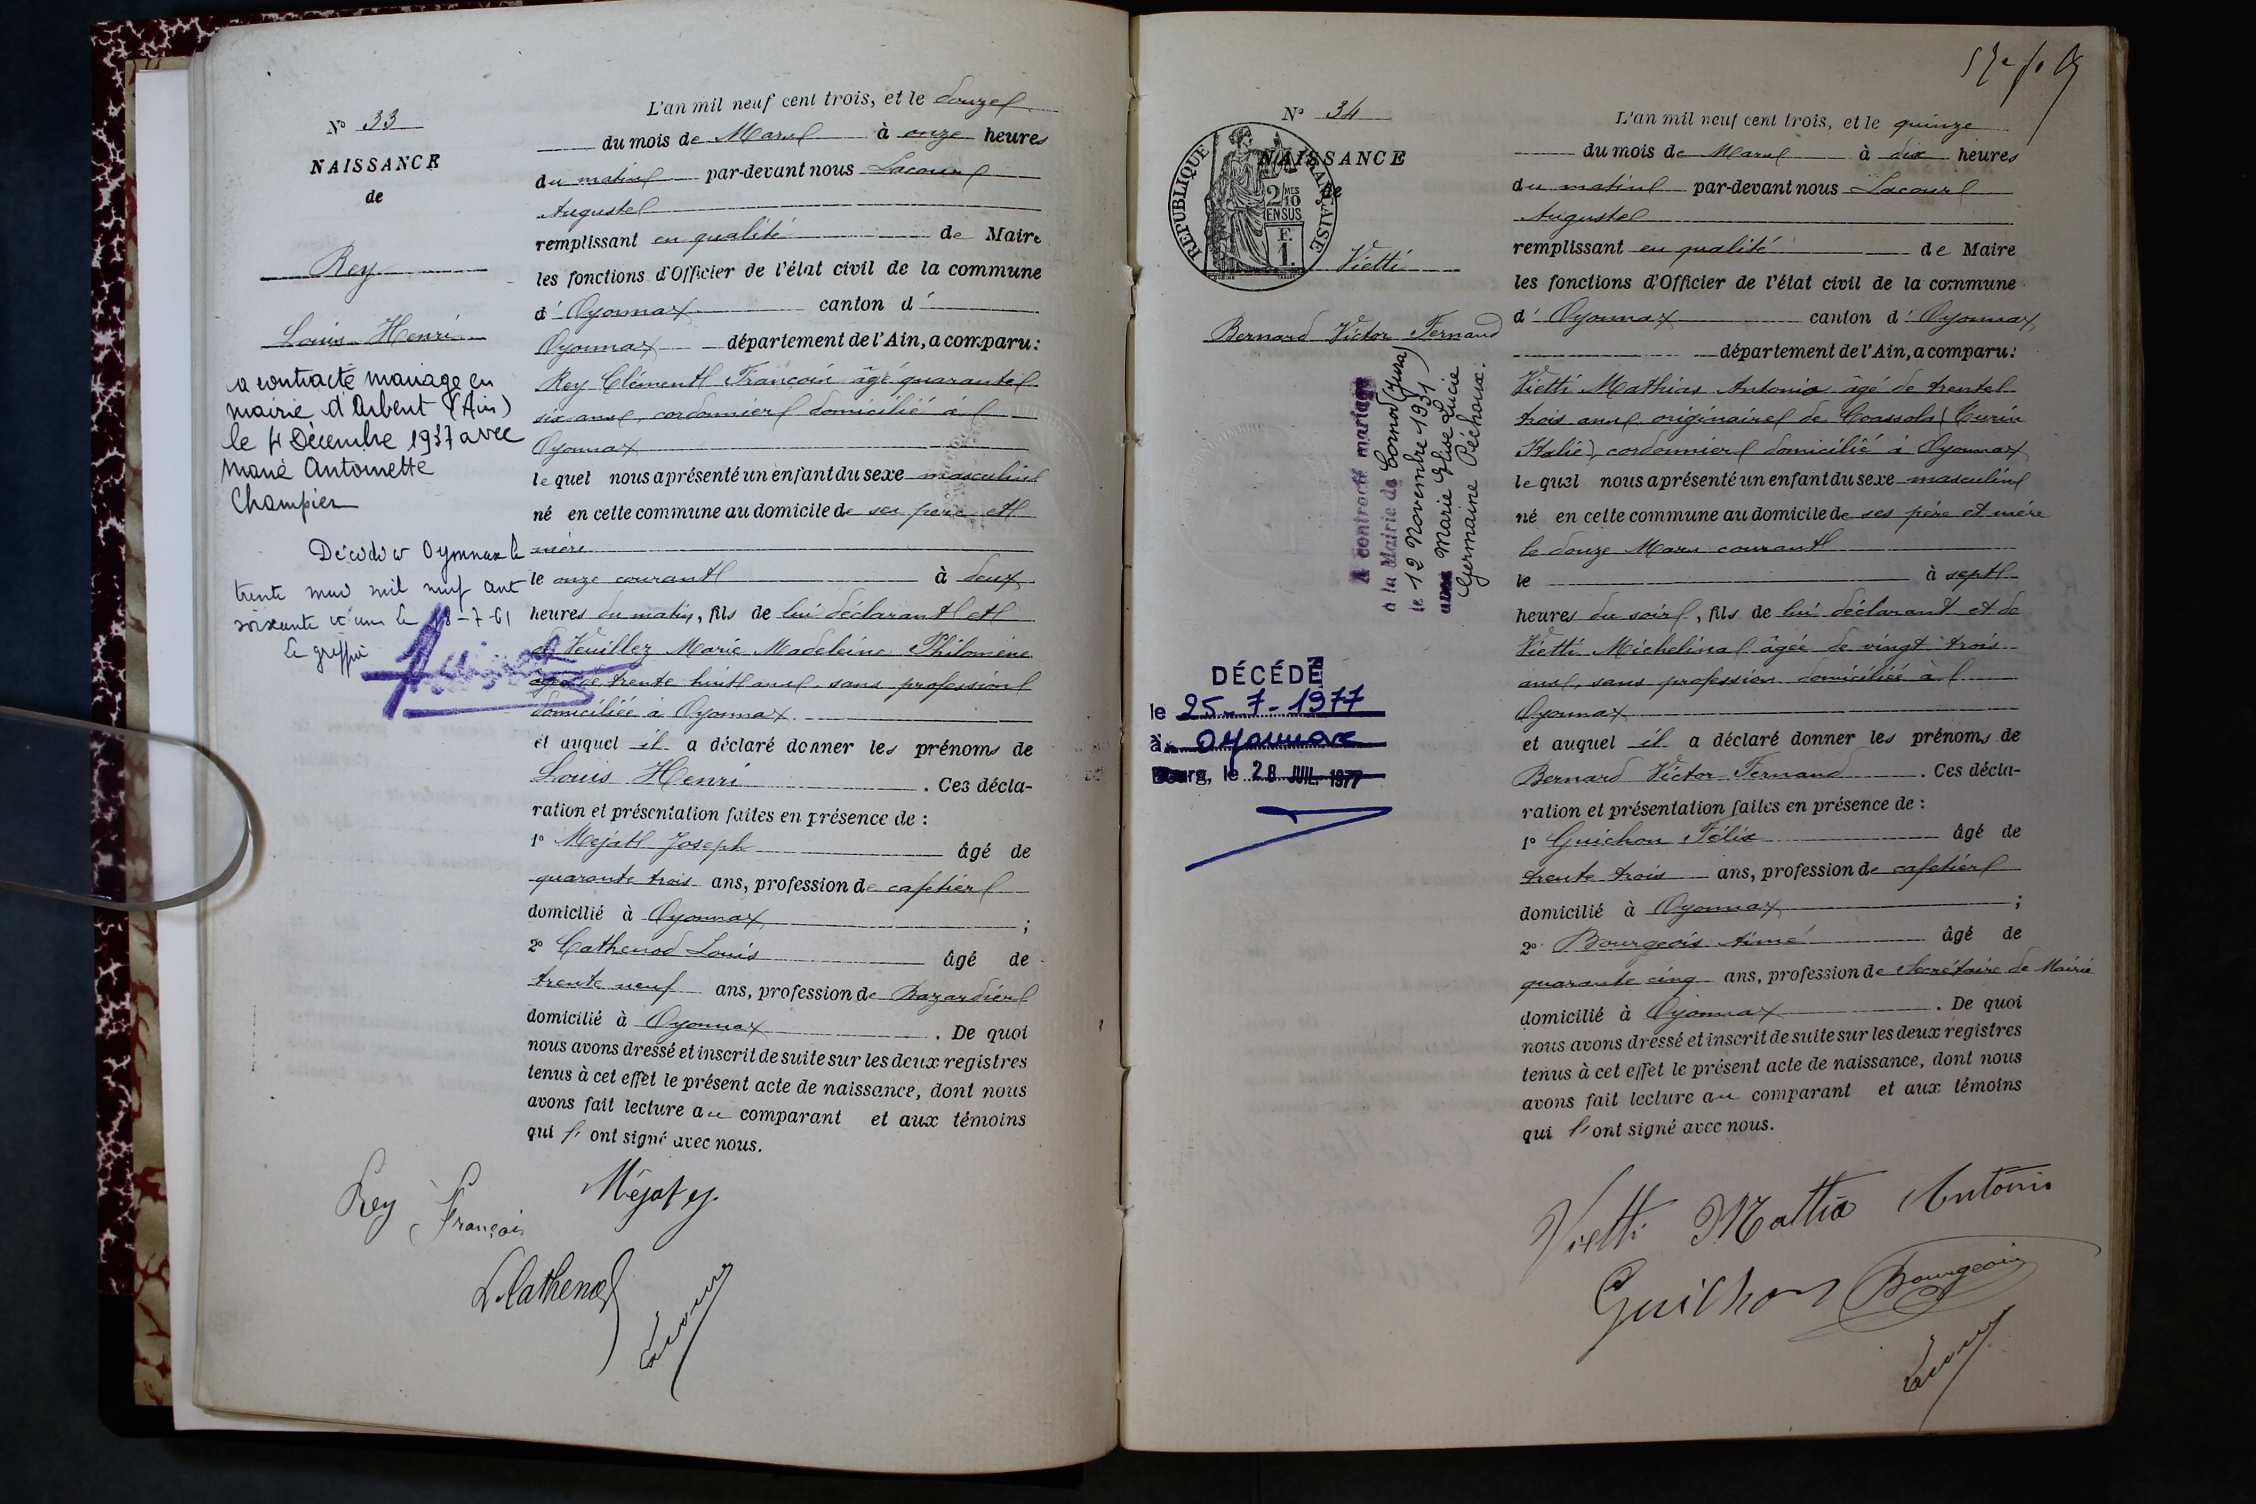 N° 33
NAISSANCE
de
Rey
Louis Henri
a contracté mariage en
mairie d'Arbent (Ain)
le 4 Décembre 1937 avec
Marie Antoinette
Champier
Décédé à Oyonnax le
trente mil neuf cent
soixante et un le 18-7-61
Le greffier
L'an mil neuf cent trois, et le douze
du mois de Mars à onze heures
du matin par-devant nous Lacour
Auguste
remplissant en qualité de Maire
les fonctions d'Officier de l'état civil de la commune
d' Oyonnax canton d'
Oyonnax département de l'Ain, a comparu:
Rey Clément François âgé quarante
six ans, cordonnier domicilié à
Oyonnax
lequel nous a présenté un enfant du sexe masculin
né en cette commune au domicile de ses père et
mère
le onze courant à deux
heures du matin, fils de lui déclarant et
de Veuillez Marie Madeleine Philomène
âgée de trente huit ans, sans profession
domiciliée à Oyonnax
et auquel il a déclaré donner les prénoms de
Louis Henri. Ces décla-
ration et présentation faites en présence de :
1° Mejat Joseph âgé de
quarante trois ans, profession de cafetier
domicilié à Oyonnax ;
2° Cathenod Louis âgé de
trente neuf ans, profession de Bazardier
domicilié à Oyonnax. De quoi
nous avons dressé et inscrit de suite sur les deux registres
tenus à cet effet le présent acte de naissance, dont nous
avons fait lecture au comparant et aux témoins
qui l'ont signé avec nous.
Rey François
Méjat J.
L Cathenod
Lacour
N° 34
NAISSANCE
de
REPUBLIQUE FRANÇAISE
2 MES
10
EN SUS
F.
1.
Vietti
Bernard Victor Fernand
A contracté mariage
à la Mairie de Cornod (Jura)
le 12 Novembre 1931
avec Marie Elise Lucie
Germaine Péchoux.
DÉCÉDÉ
le 25-7-1977
à Oyonnax
Bourg, le 28 JUIL. 1977
L'an mil neuf cent trois, et le quinze
du mois de Mars à dix heures
du matin par-devant nous Lacour
Auguste
remplissant en qualité de Maire
les fonctions d'Officier de l'état civil de la commune
d' Oyonnax canton d' Oyonnax
département de l'Ain, a comparu:
Vietti Mathias Antonio âgé de trente
trois ans, originaire de Coassolo (Turin
Italie), cordonnier domicilié à Oyonnax
lequel nous a présenté un enfant du sexe masculin
né en cette commune au domicile de ses père et mère
le douze Mars courant
le à sept
heures du soir, fils de lui déclarant et de
Vietti Michelina âgée de vingt trois
ans, sans profession domiciliée à
Oyonnax
et auquel il a déclaré donner les prénoms de
Bernard Victor Fernand. Ces décla-
ration et présentation faites en présence de :
1° Guichon Félix âgé de
trente trois ans, profession de cafetier
domicilié à Oyonnax ;
2° Bourgeois Aimé âgé de
quarante cinq ans, profession de Secrétaire de Mairie
domicilié à Oyonnax. De quoi
nous avons dressé et inscrit de suite sur les deux registres
tenus à cet effet le présent acte de naissance, dont nous
avons fait lecture au comparant et aux témoins
qui l'ont signé avec nous.
Vietti Mattia Antonio
Guichon Bourgeois
Lacour